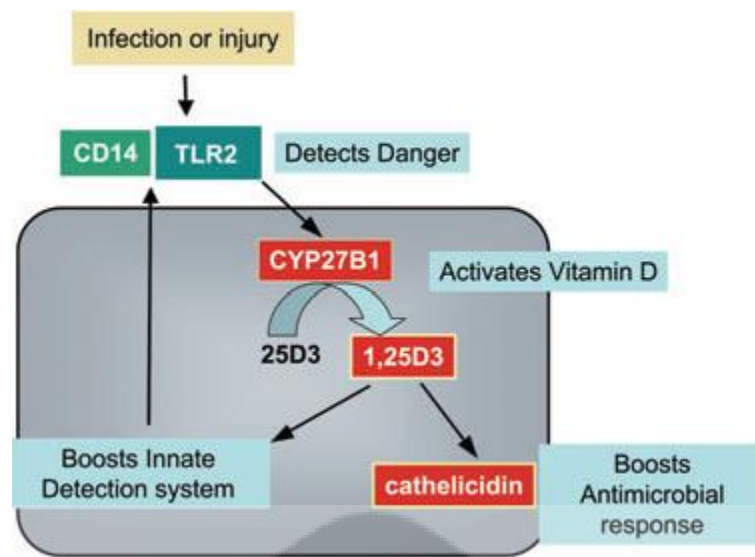 Infection or injury
CD14
TLR2
Detects Danger
CYP27B1
Activates Vitamin D
25D3
1,25D3
Boosts Innate
Detection system
cathelicidin
Boosts
Antimicrobial
response